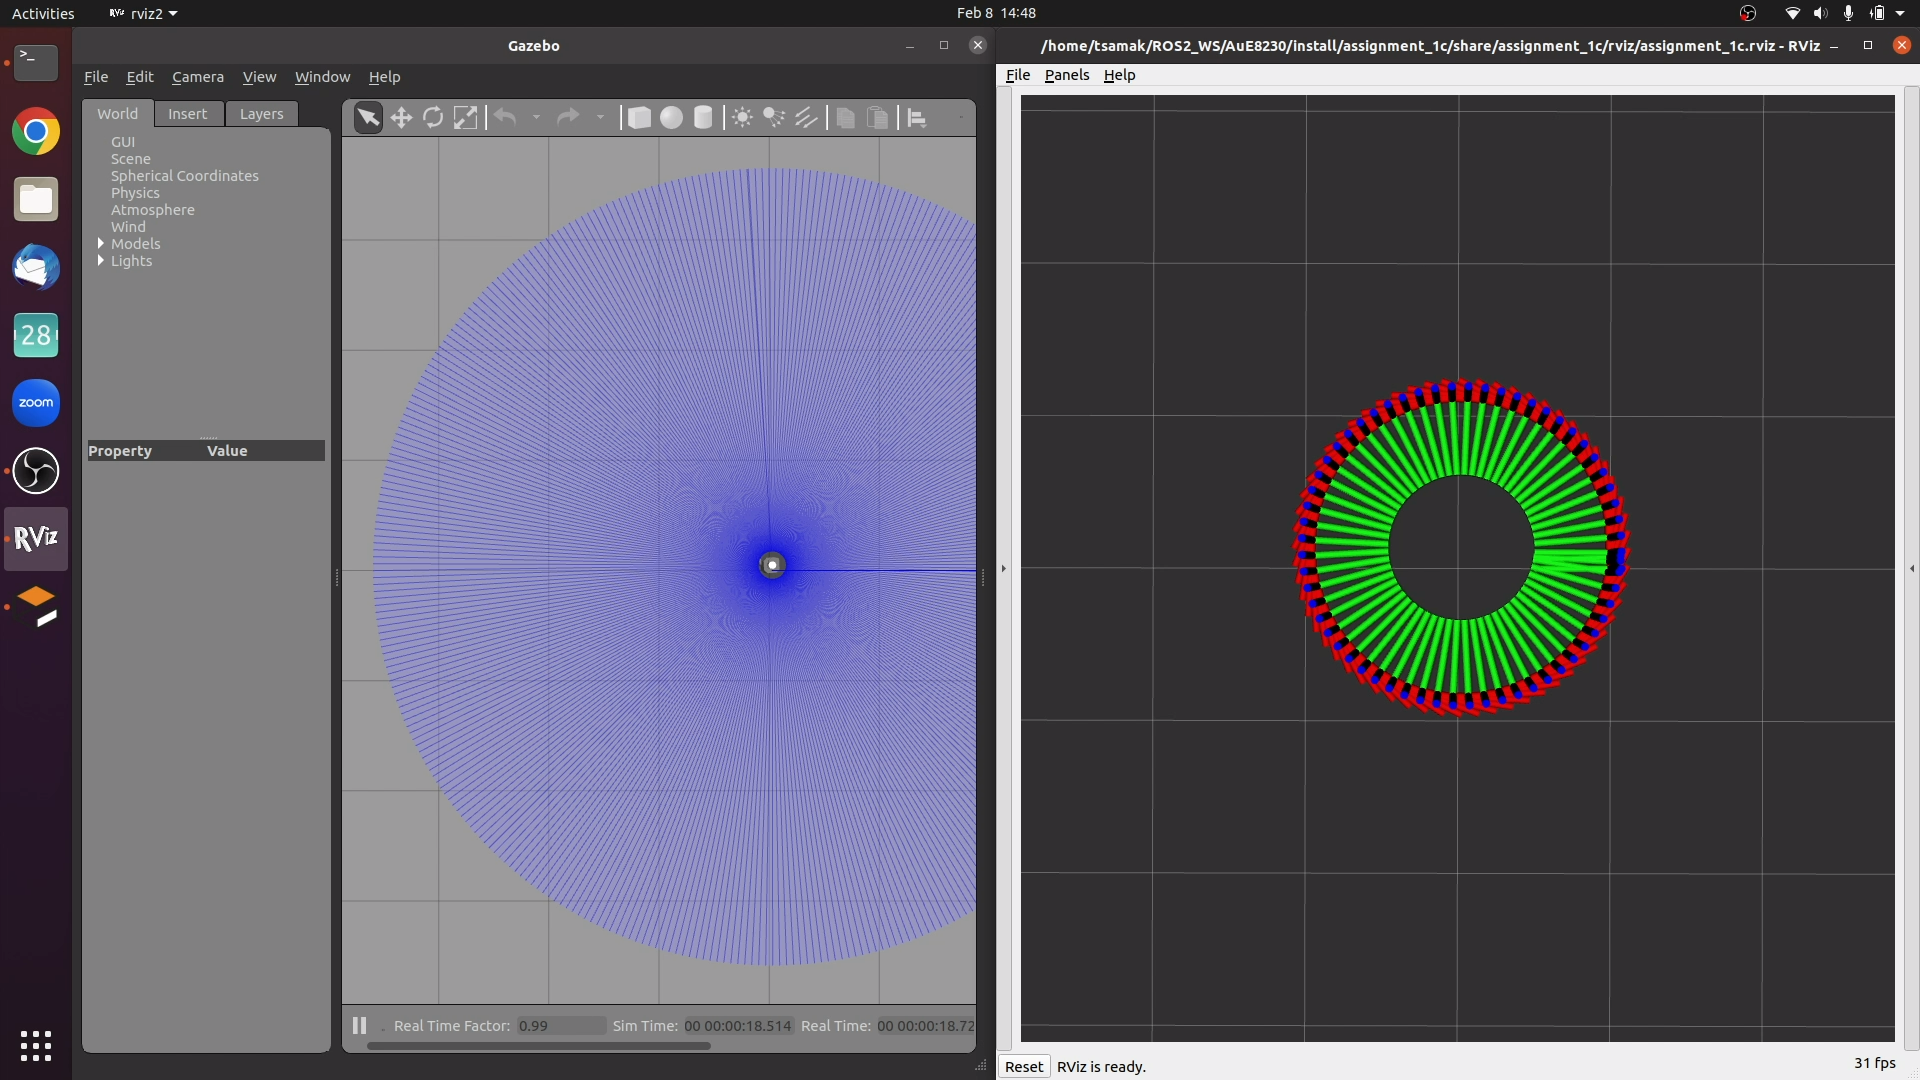 Activities RViz rviz2 Feb 8 14:48
Gazebo
/home/tsamak/ROS2_WS/AuE8230/install/assignment_1c/share/assignment_1c/rviz/assignment_1c.rviz - RViz
File Edit Camera View Window Help
File Panels Help
World Insert Layers
GUI
Scene
Spherical Coordinates
Physics
Atmosphere
Wind
Models
Lights
Property Value
28
zoom
RViz
Real Time Factor: 0.99 Sim Time: 00 00:00:18.514 Real Time: 00 00:00:18.72
Reset RViz is ready. 31 fps